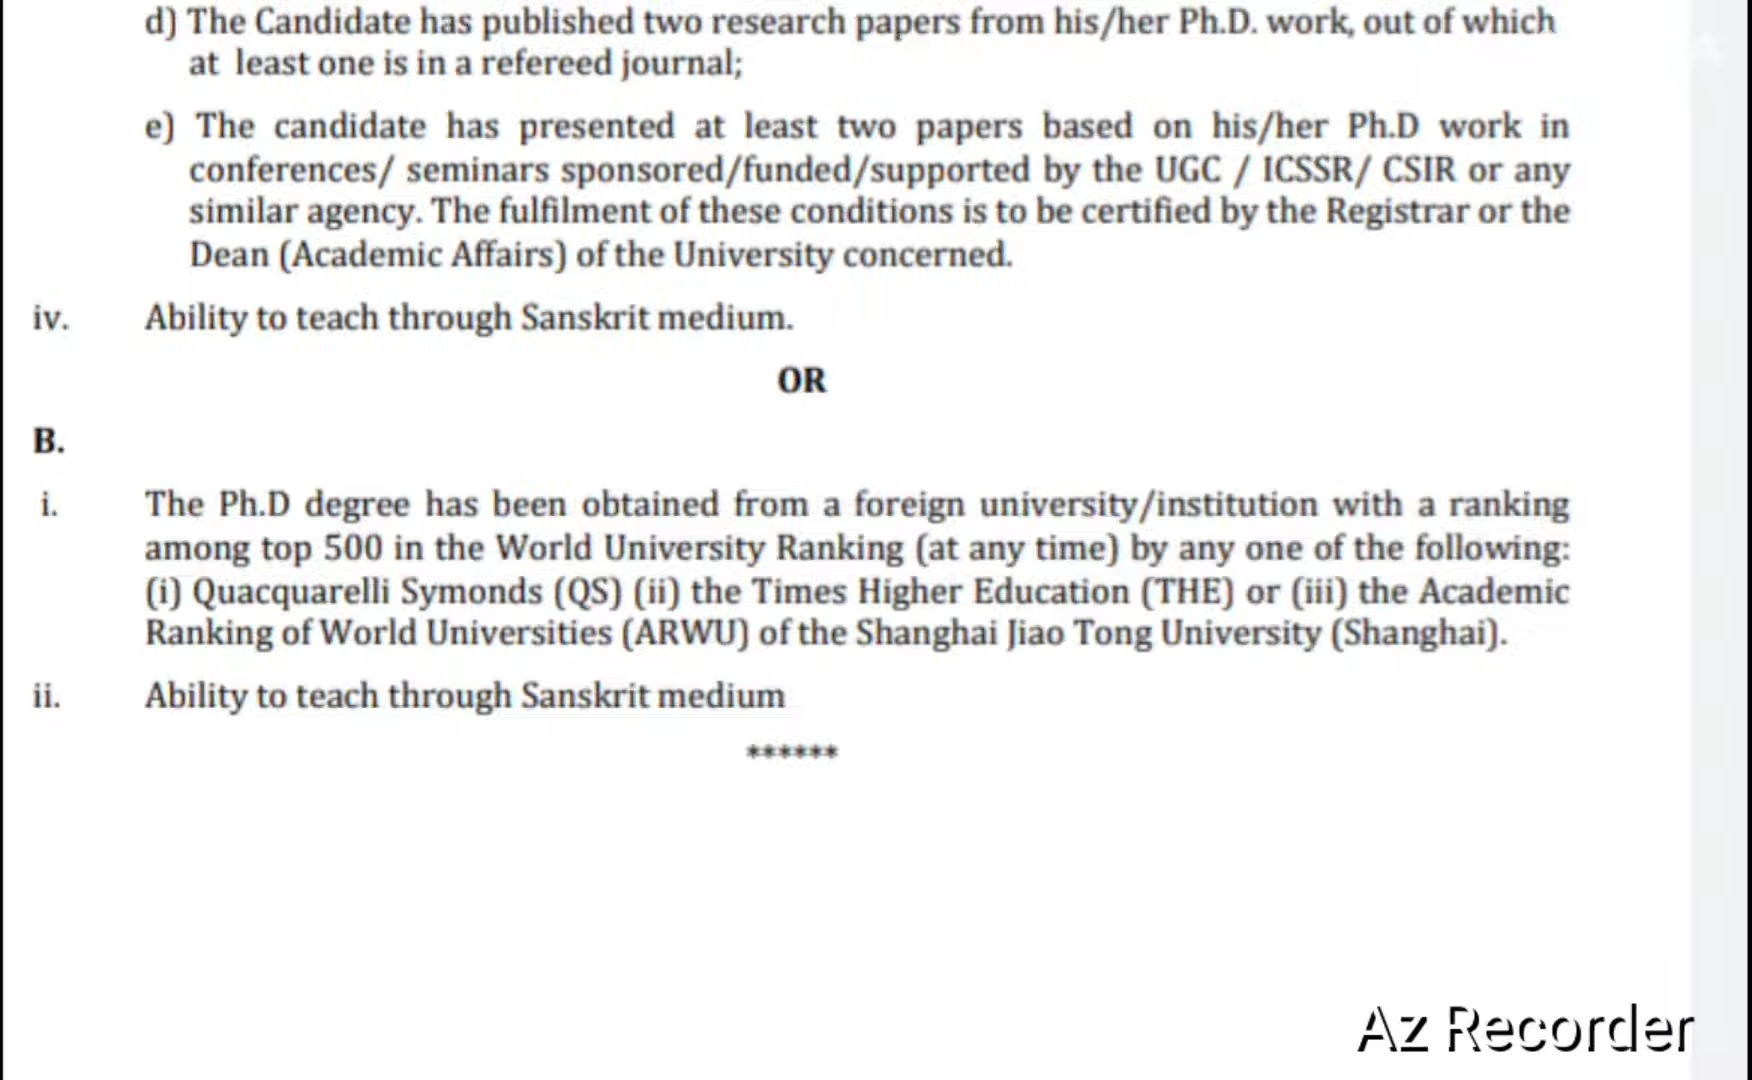 d) The Candidate has published two research papers from his/her Ph.D. work, out of which
at least one is in a refereed journal;
e) The candidate has presented at least two papers based on his/her Ph.D work in
conferences/ seminars sponsored/funded/supported by the UGC / ICSSR/ CSIR or any
similar agency. The fulfilment of these conditions is to be certified by the Registrar or the
Dean (Academic Affairs) of the University concerned.
iv. Ability to teach through Sanskrit medium.
OR
B.
i. The Ph.D degree has been obtained from a foreign university/institution with a ranking
among top 500 in the World University Ranking (at any time) by any one of the following:
(i) Quacquarelli Symonds (QS) (ii) the Times Higher Education (THE) or (iii) the Academic
Ranking of World Universities (ARWU) of the Shanghai Jiao Tong University (Shanghai).
ii. Ability to teach through Sanskrit medium
******
Az Recorder